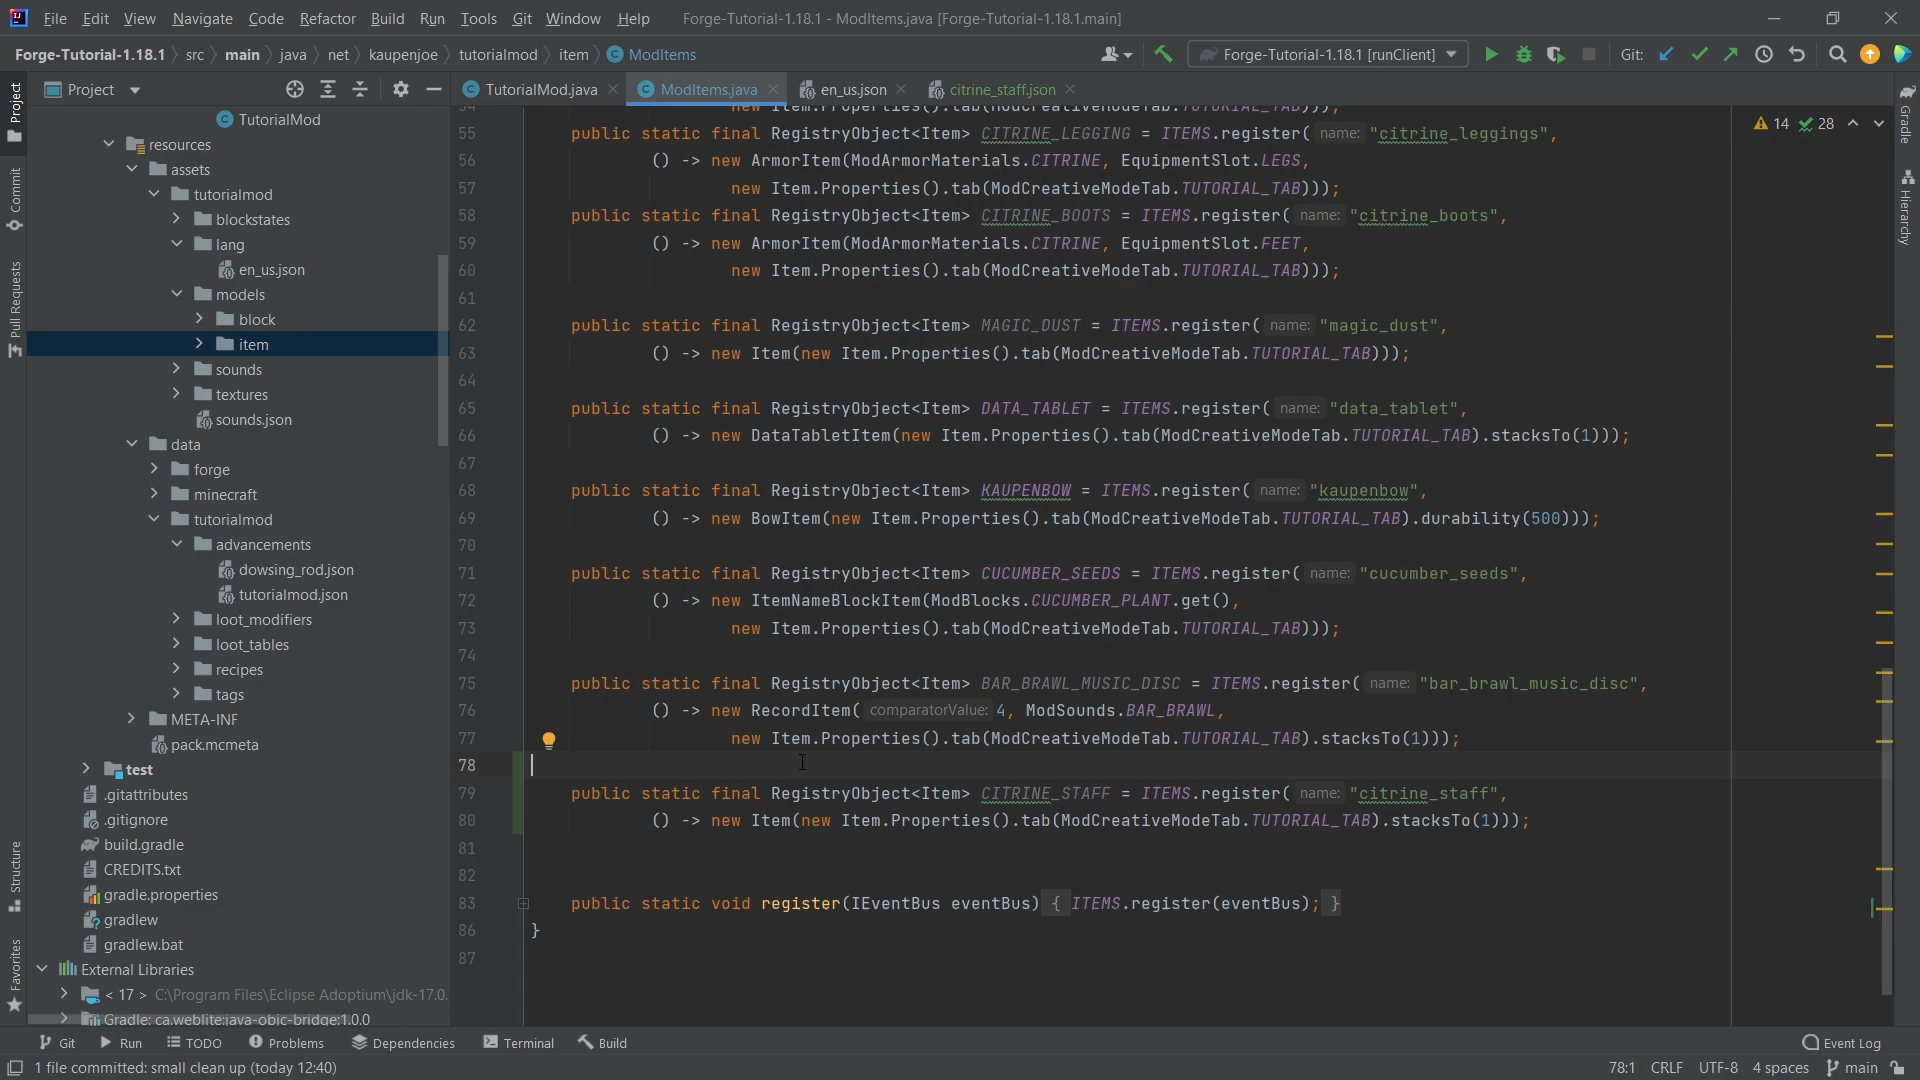 File Edit View Navigate Code Refactor Build Run Tools Git Window Help Forge-Tutorial-1.18.1 - ModItems.java [Forge-Tutorial-1.18.1.main]
Forge-Tutorial-1.18.1 src main java net kaupenjoe tutorialmod item ModItems Forge-Tutorial-1.18.1 [runClient] Git:
Project
TutorialMod.java ModItems.java en_us.json citrine_staff.json
14 28
Project
Commit
Pull Requests
Structure
Favorites
Gradle
Hierarchy
TutorialMod
resources
assets
tutorialmod
blockstates
lang
en_us.json
models
block
item
sounds
textures
sounds.json
data
forge
minecraft
tutorialmod
advancements
dowsing_rod.json
tutorialmod.json
loot_modifiers
loot_tables
recipes
tags
META-INF
pack.mcmeta
test
.gitattributes
.gitignore
build.gradle
CREDITS.txt
gradle.properties
gradlew
gradlew.bat
External Libraries
< 17 > C:\Program Files\Eclipse Adoptium\jdk-17.0.
Gradle: ca.weblite:java-objc-bridge:1.0.0
54 new Item.Properties().tab(ModCreativeModeTab.TUTORIAL_TAB)));
55 public static final RegistryObject<Item> CITRINE_LEGGING = ITEMS.register( name: "citrine_leggings",
56 () -> new ArmorItem(ModArmorMaterials.CITRINE, EquipmentSlot.LEGS,
57 new Item.Properties().tab(ModCreativeModeTab.TUTORIAL_TAB)));
58 public static final RegistryObject<Item> CITRINE_BOOTS = ITEMS.register( name: "citrine_boots",
59 () -> new ArmorItem(ModArmorMaterials.CITRINE, EquipmentSlot.FEET,
60 new Item.Properties().tab(ModCreativeModeTab.TUTORIAL_TAB)));
61
62 public static final RegistryObject<Item> MAGIC_DUST = ITEMS.register( name: "magic_dust",
63 () -> new Item(new Item.Properties().tab(ModCreativeModeTab.TUTORIAL_TAB)));
64
65 public static final RegistryObject<Item> DATA_TABLET = ITEMS.register( name: "data_tablet",
66 () -> new DataTabletItem(new Item.Properties().tab(ModCreativeModeTab.TUTORIAL_TAB).stacksTo(1)));
67
68 public static final RegistryObject<Item> KAUPENBOW = ITEMS.register( name: "kaupenbow",
69 () -> new BowItem(new Item.Properties().tab(ModCreativeModeTab.TUTORIAL_TAB).durability(500)));
70
71 public static final RegistryObject<Item> CUCUMBER_SEEDS = ITEMS.register( name: "cucumber_seeds",
72 () -> new ItemNameBlockItem(ModBlocks.CUCUMBER_PLANT.get(),
73 new Item.Properties().tab(ModCreativeModeTab.TUTORIAL_TAB)));
74
75 public static final RegistryObject<Item> BAR_BRAWL_MUSIC_DISC = ITEMS.register( name: "bar_brawl_music_disc",
76 () -> new RecordItem( comparatorValue: 4, ModSounds.BAR_BRAWL,
77 new Item.Properties().tab(ModCreativeModeTab.TUTORIAL_TAB).stacksTo(1)));
78
79 public static final RegistryObject<Item> CITRINE_STAFF = ITEMS.register( name: "citrine_staff",
80 () -> new Item(new Item.Properties().tab(ModCreativeModeTab.TUTORIAL_TAB).stacksTo(1)));
81
82
83 public static void register(IEventBus eventBus) { ITEMS.register(eventBus); }
86 }
87
Git Run TODO Problems Dependencies Terminal Build Event Log
1 file committed: small clean up (today 12:40) 78:1 CRLF UTF-8 4 spaces main